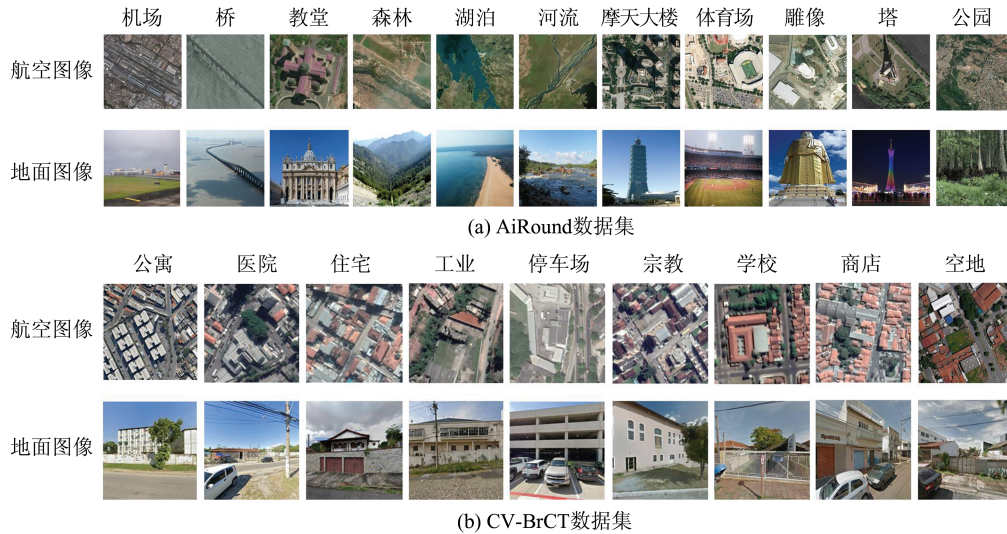 机场 桥 教堂 森林 湖泊 河流 摩天大楼 体育场 雕像 塔 公园
航空图像
地面图像
(a) AiRound数据集
公寓 医院 住宅 工业 停车场 宗教 学校 商店 空地
航空图像
地面图像
(b) CV-BrCT数据集